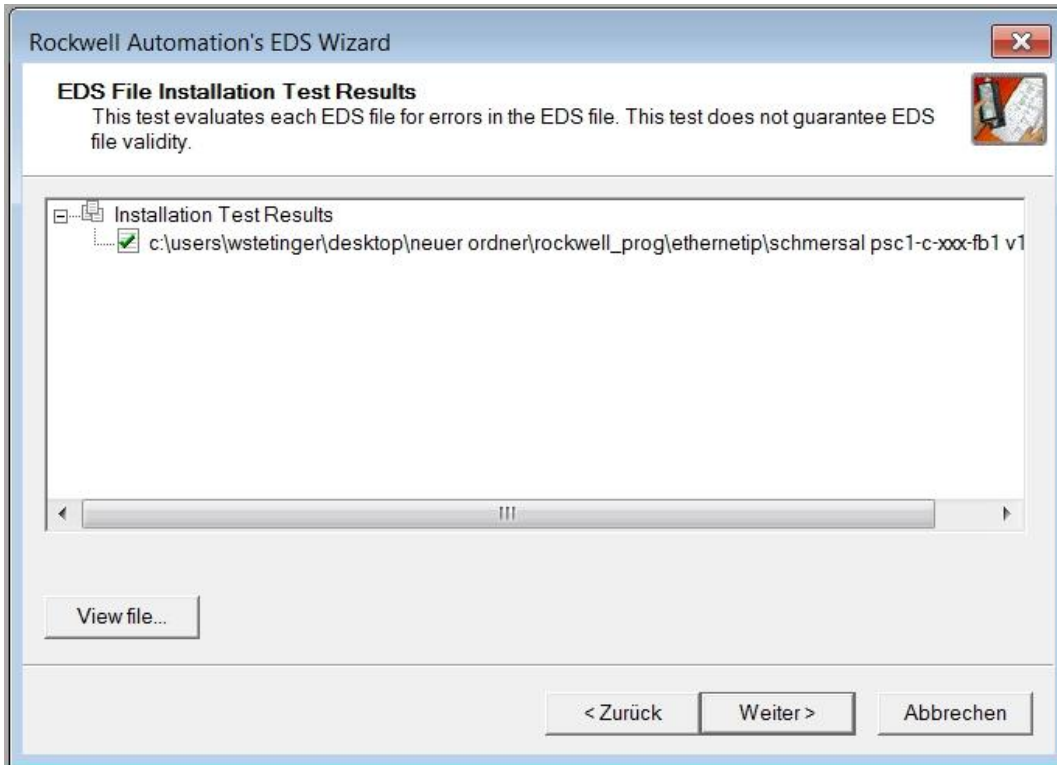 Rockwell Automation's EDS Wizard
EDS File Installation Test Results
This test evaluates each EDS file for errors in the EDS file. This test does not guarantee EDS
file validity.
Installation Test Results
c:\users\wstetinger\desktop\neuer ordner\rockwell_prog\ethernetip\schmersal psc1-c-xxx-fb1 v1
View file...
< Zurück
Weiter >
Abbrechen